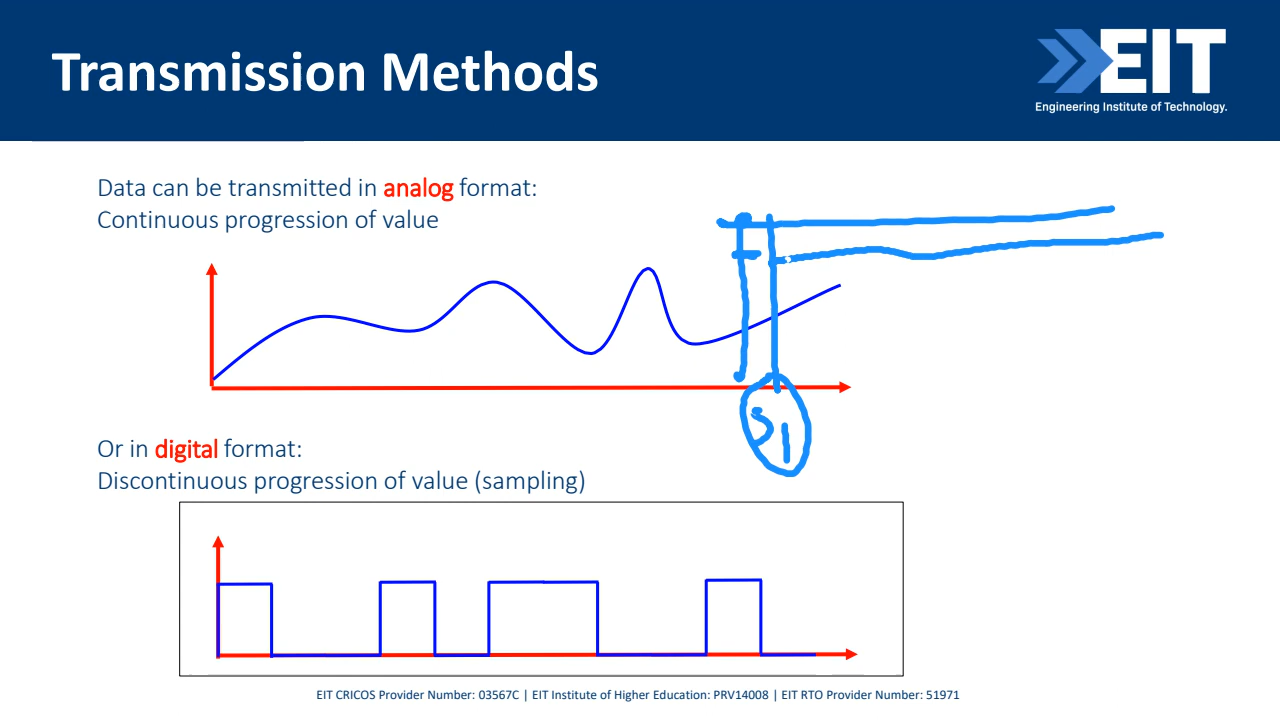 Transmission Methods
EIT
Engineering Institute of Technology.
Data can be transmitted in analog format:
Continuous progression of value
31
Or in digital format:
Discontinuous progression of value (sampling)
EIT CRICOS Provider Number: 03567C | EIT Institute of Higher Education: PRV14008 | EIT RTO Provider Number: 51971